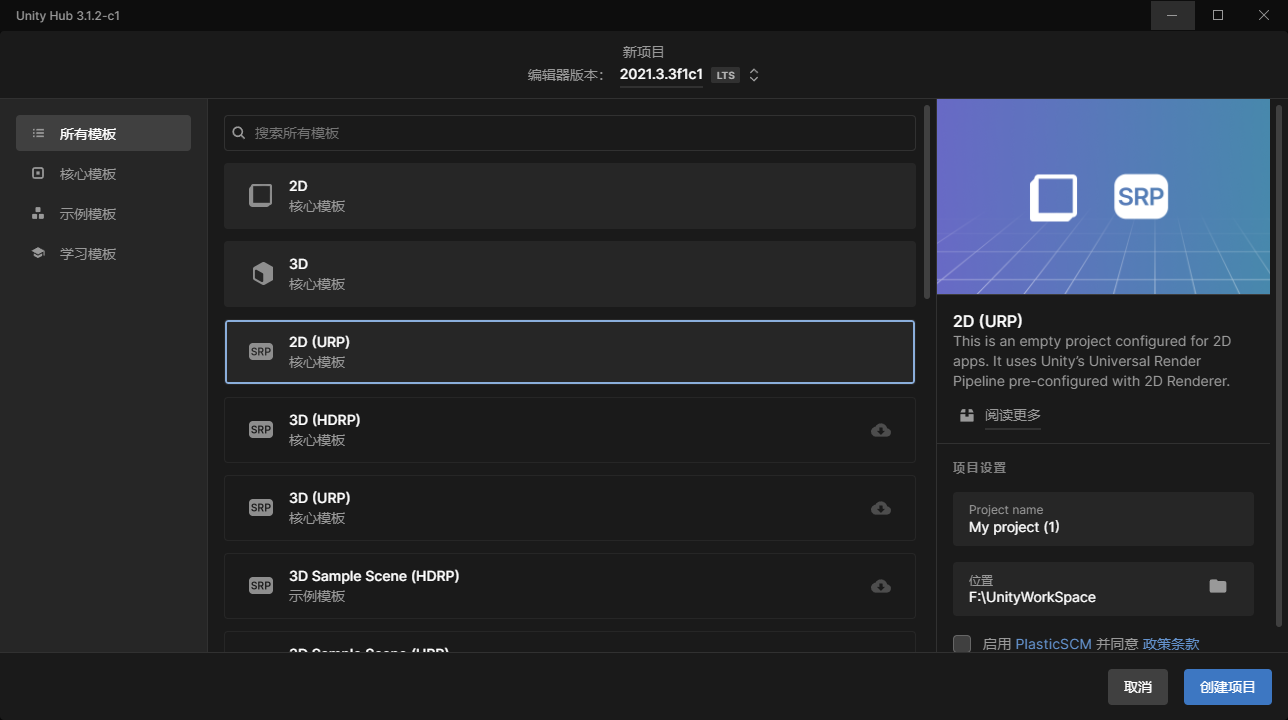 Unity Hub 3.1.2-c1
新项目
编辑器版本： 2021.3.3f1c1 LTS
所有模板
核心模板
示例模板
学习模板
搜索所有模板
2D
核心模板
3D
核心模板
SRP
2D (URP)
核心模板
SRP
3D (HDRP)
核心模板
SRP
3D (URP)
核心模板
SRP
3D Sample Scene (HDRP)
示例模板
3D Sample Scene (URP)
SRP
2D (URP)
This is an empty project configured for 2D
apps. It uses Unity’s Universal Render
Pipeline pre-configured with 2D Renderer.
阅读更多
项目设置
Project name
My project (1)
位置
F:\UnityWorkSpace
启用 PlasticSCM 并同意 政策条款
取消
创建项目